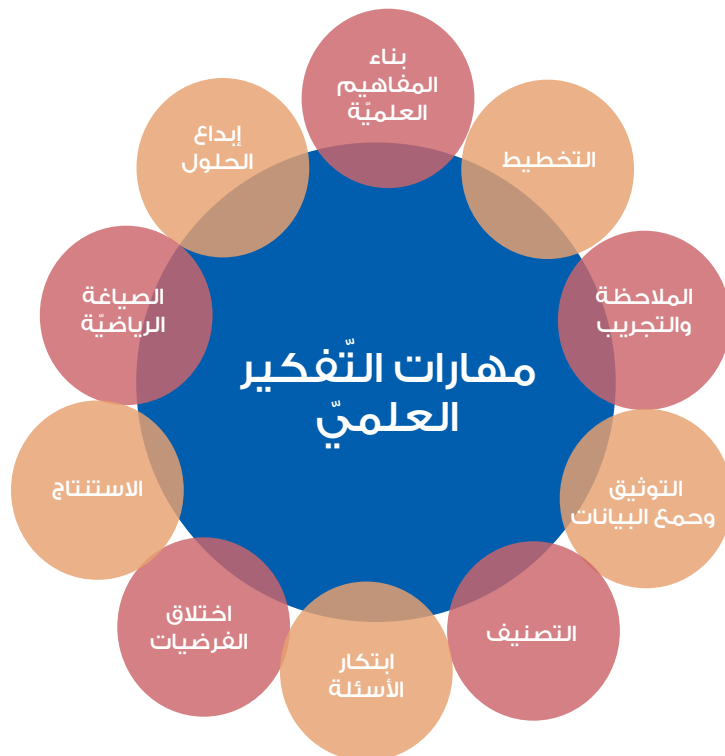 بناء
المفاهيم
العلميّة
التخطيط
الملاحظة
والتجريب
التوثيق
وحمع البيانات
التصنيف
ابتكار
الأسئلة
اختلاق
الفرضيات
الاستنتاج
الصياغة
الرياضيّة
إبداع
الحلول
مهارات التّفكير
العلميّ